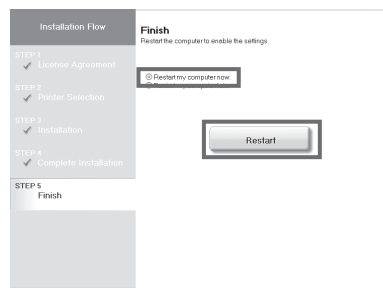 Installation Flow
STEP 1
License Agreement
STEP 2
Printer Selection
STEP 3
Installation
STEP 4
Complete Installation
STEP 5
Finish
Finish
Restart the computer to enable the settings.
Restart my computer now.
Restart